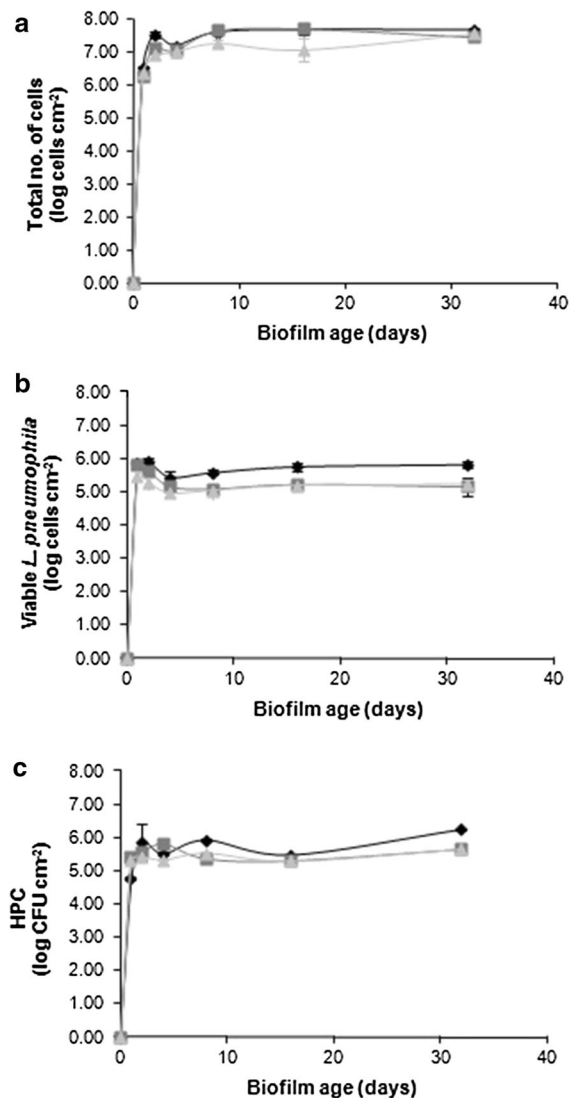 a
8.00
7.00
6.00
5.00
4.00
3.00
2.00
1.00
0.00
Total no. of cells
(log cells cm-2)
0 10 20 30 40
Biofilm age (days)
b
8.00
7.00
6.00
5.00
4.00
3.00
2.00
1.00
0.00
Viable L. pneumophila
(log cells cm-2)
0 10 20 30 40
Biofilm age (days)
c
8.00
7.00
6.00
5.00
4.00
3.00
2.00
1.00
0.00
HPC
(log CFU cm-2)
0 10 20 30 40
Biofilm age (days)